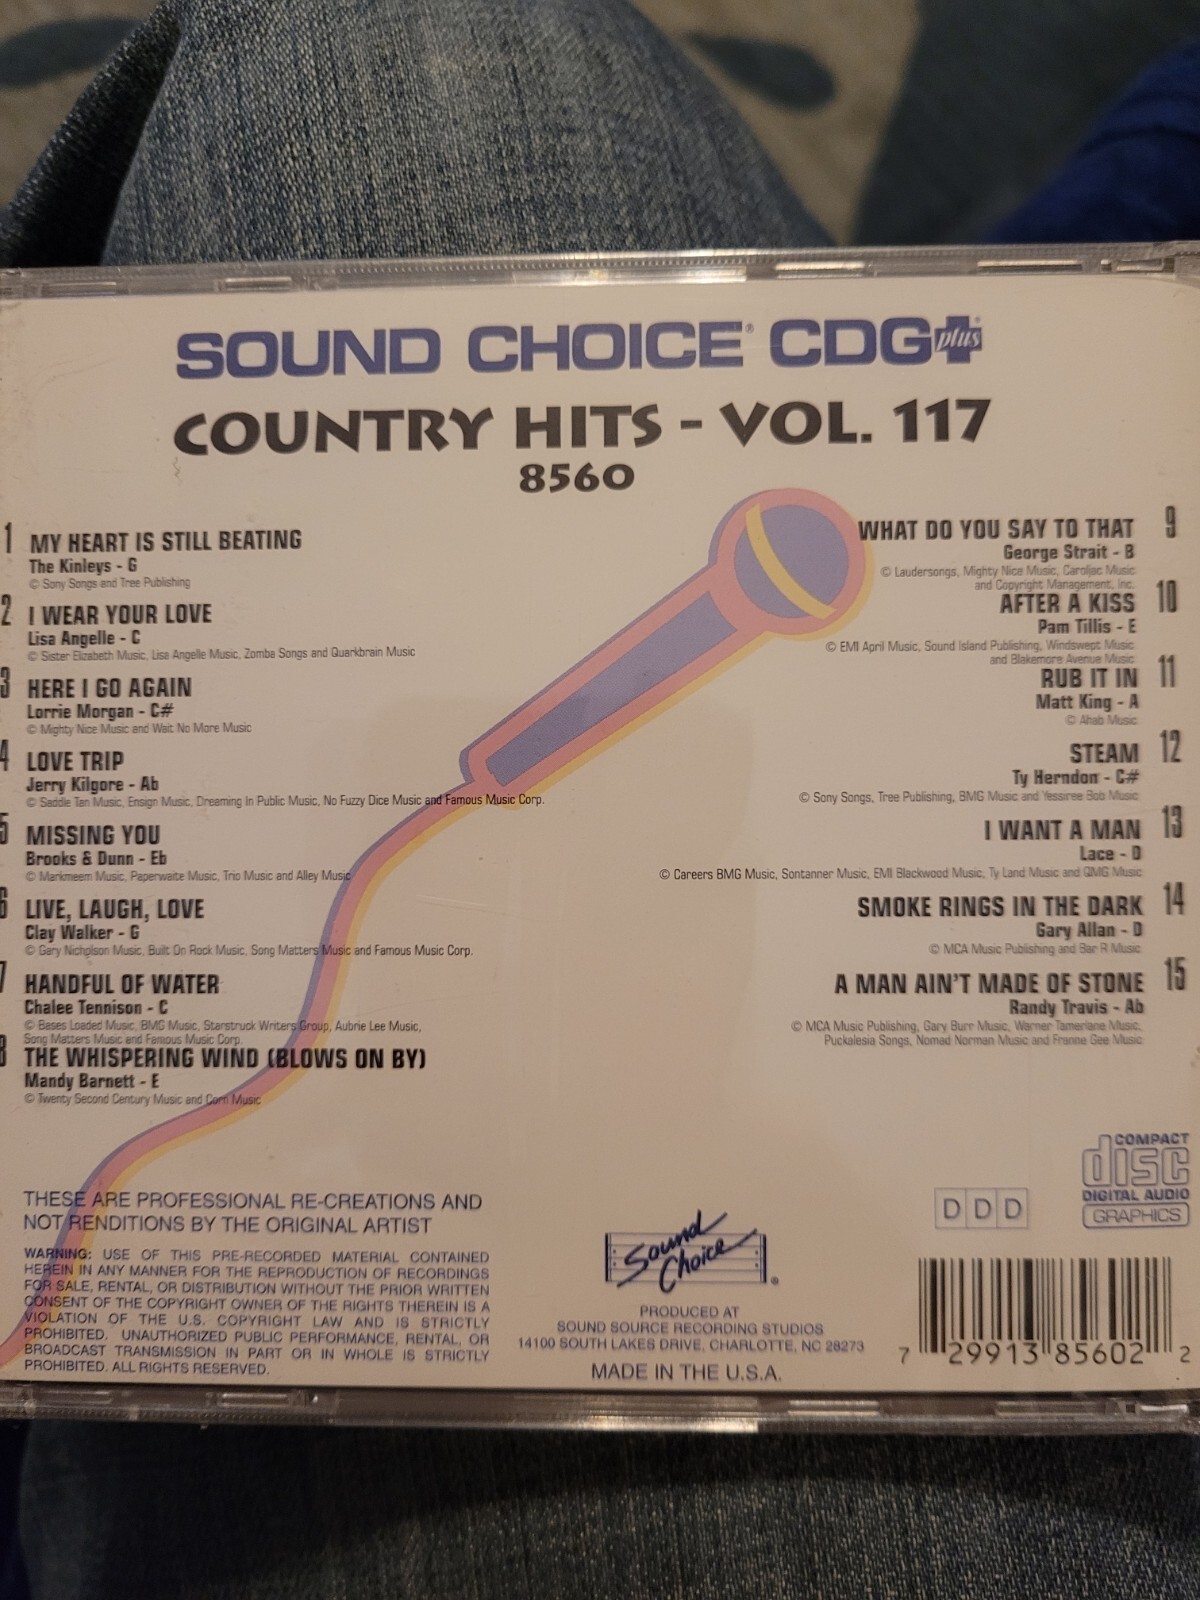 SOUND CHOICE® CDG plus
COUNTRY HITS - VOL. 117
8560
1 MY HEART IS STILL BEATING
The Kinleys - G
© Sony Songs and Tree Publishing
2 I WEAR YOUR LOVE
Lisa Angelle - C
© Sister Elizabeth Music, Lisa Angelle Music, Zomba Songs and Quarkbrain Music
3 HERE I GO AGAIN
Lorrie Morgan - C#
© Mighty Nice Music and Wait No More Music
4 LOVE TRIP
Jerry Kilgore - Ab
© Saddle Tan Music, Ensign Music, Dreaming In Public Music, No Fuzzy Dice Music and Famous Music Corp.
5 MISSING YOU
Brooks & Dunn - Eb
© Markmeem Music, Paperwaite Music, Trio Music and Alley Music
6 LIVE, LAUGH, LOVE
Clay Walker - G
© Gary Nicholson Music, Built On Rock Music, Song Matters Music and Famous Music Corp.
7 HANDFUL OF WATER
Chalee Tennison - C
© Bases Loaded Music, BMG Music, Starstruck Writers Group, Aubrie Lee Music,
Song Matters Music and Famous Music Corp.
8 THE WHISPERING WIND (BLOWS ON BY)
Mandy Barnett - E
© Twenty Second Century Music and Corn Music
WHAT DO YOU SAY TO THAT 9
George Strait - B
© Laudersongs, Mighty Nice Music, Caroljac Music
and Copyright Management, Inc.
AFTER A KISS 10
Pam Tillis - E
© EMI April Music, Sound Island Publishing, Windswept Music
and Blakemore Avenue Music
RUB IT IN 11
Matt King - A
© Ahab Music
STEAM 12
Ty Herndon - C#
© Sony Songs, Tree Publishing, BMG Music and Yessiree Bob Music
I WANT A MAN 13
Lace - D
© Careers BMG Music, Sontanner Music, EMI Blackwood Music, Ty Land Music and QMG Music
SMOKE RINGS IN THE DARK 14
Gary Allan - D
© MCA Music Publishing and Bar R Music
A MAN AIN'T MADE OF STONE 15
Randy Travis - Ab
© MCA Music Publishing, Gary Burr Music, Warner Tamerlane Music,
Puckalesia Songs, Nomad Norman Music and Franne Gee Music
THESE ARE PROFESSIONAL RE-CREATIONS AND
NOT RENDITIONS BY THE ORIGINAL ARTIST
WARNING: USE OF THIS PRE-RECORDED MATERIAL CONTAINED
HEREIN IN ANY MANNER FOR THE REPRODUCTION OF RECORDINGS
FOR SALE, RENTAL, OR DISTRIBUTION WITHOUT THE PRIOR WRITTEN
CONSENT OF THE COPYRIGHT OWNER OF THE RIGHTS THEREIN IS A
VIOLATION OF THE U.S. COPYRIGHT LAW AND IS STRICTLY
PROHIBITED. UNAUTHORIZED PUBLIC PERFORMANCE, RENTAL, OR
BROADCAST TRANSMISSION IN PART OR IN WHOLE IS STRICTLY
PROHIBITED. ALL RIGHTS RESERVED.
Sound
Choice ®
PRODUCED AT
SOUND SOURCE RECORDING STUDIOS
14100 SOUTH LAKES DRIVE, CHARLOTTE, NC 28273
MADE IN THE U.S.A.
DDD
COMPACT
disc
DIGITAL AUDIO
GRAPHICS
7 29913 85602 2